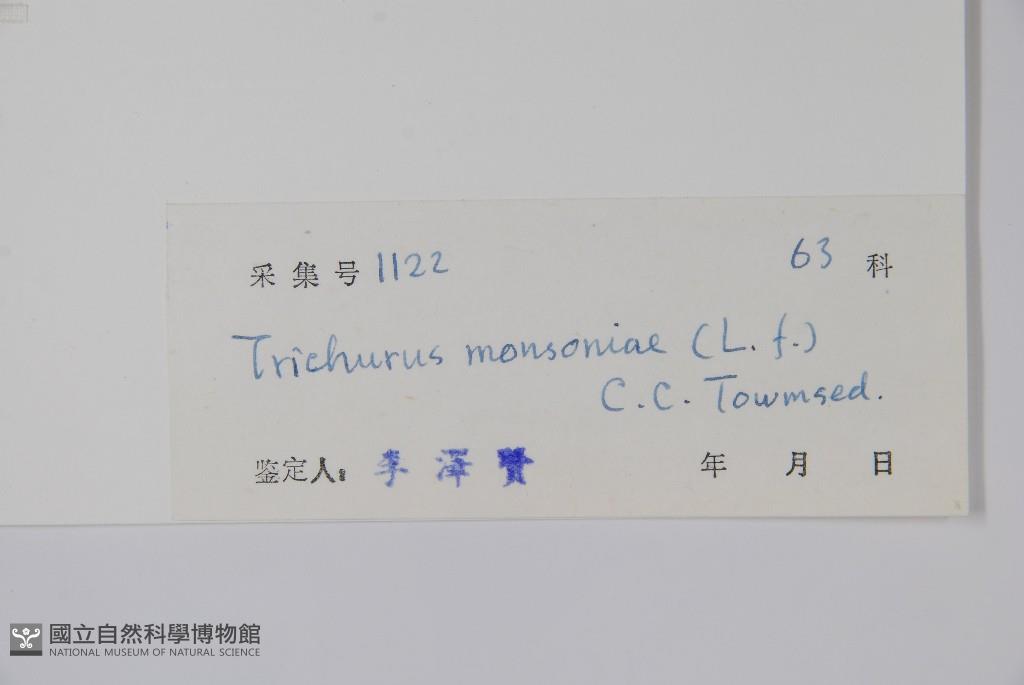 采集号 1122 63 科
Trichurus monsoniae (L. f.)
C. C. Towmsed.
鉴定人: 李泽賢 年 月 日
國立自然科學博物館
NATIONAL MUSEUM OF NATURAL SCIENCE